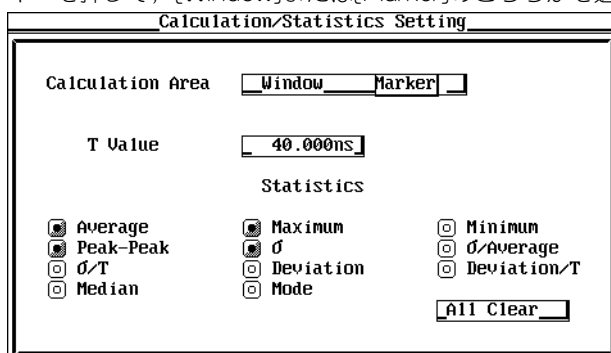 Calculation/Statistics Setting
Calculation Area Window Marker
T Value 40.000ns
Statistics
Average Maximum Minimum
Peak-Peak σ σ/Average
σ/T Deviation Deviation/T
Median Mode
All Clear